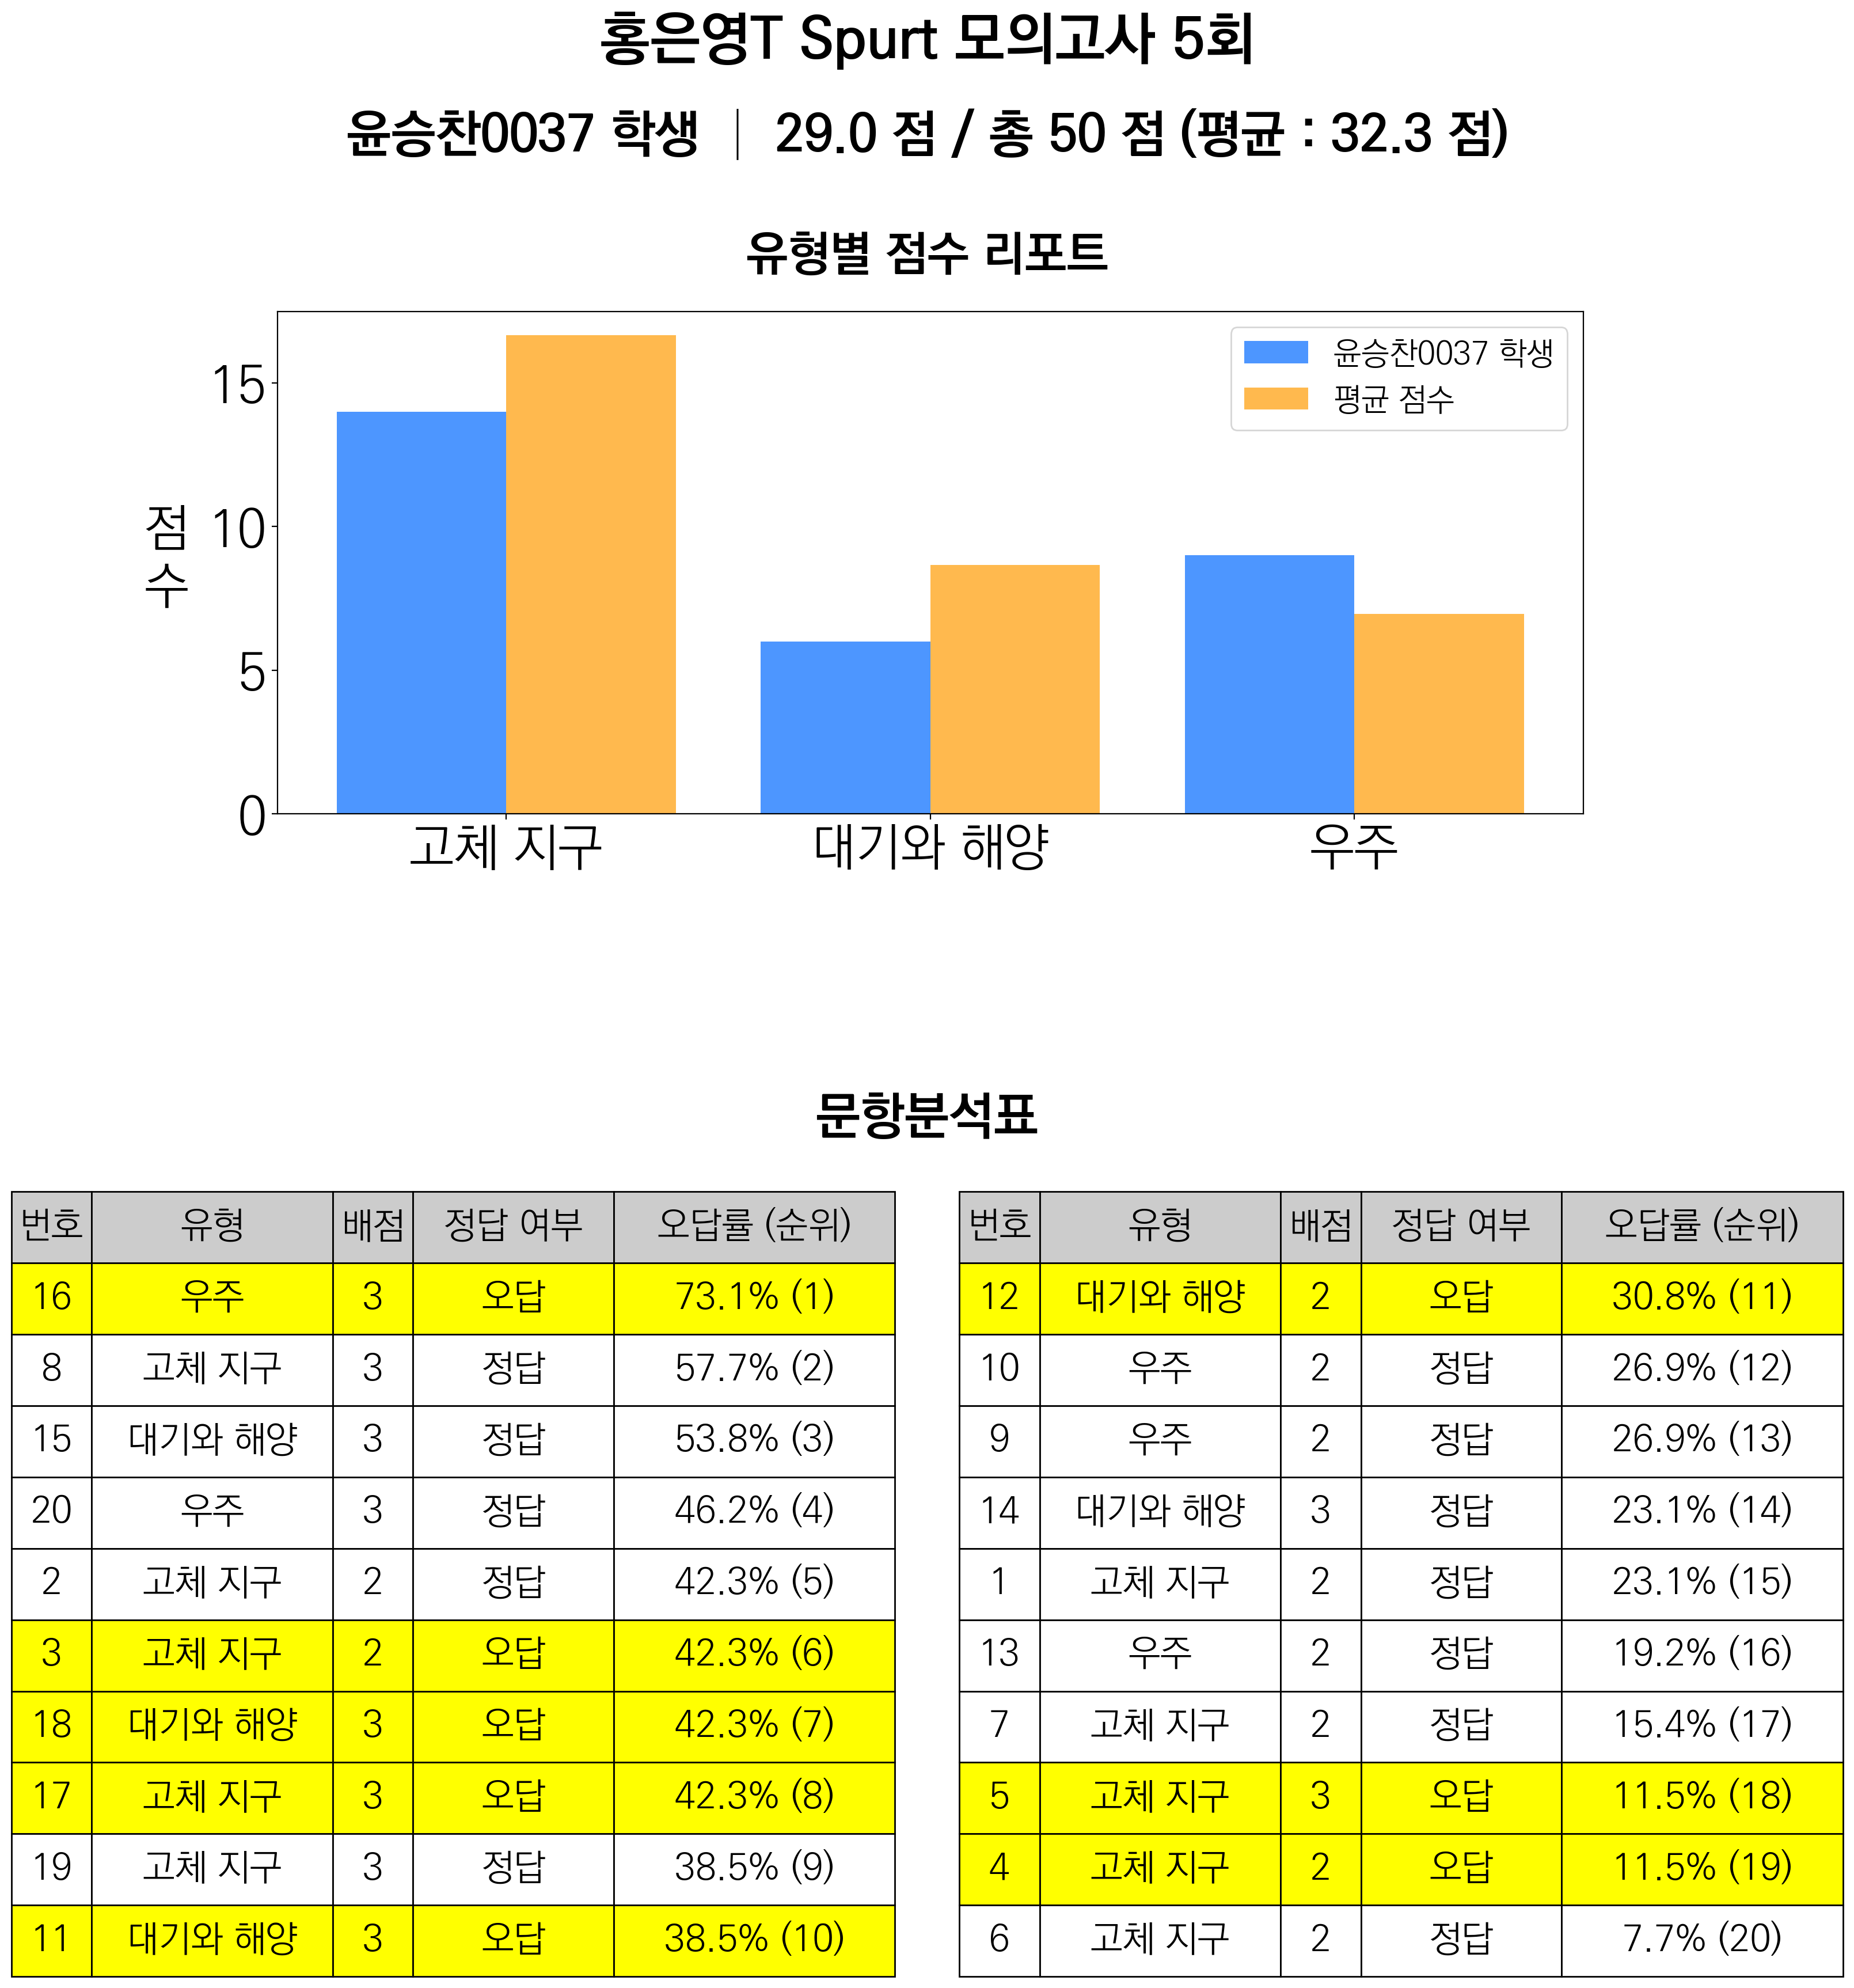 홍은영T Spurt 모의고사 5회
윤승찬0037 학생 | 29.0 점 / 총 50 점 (평균 : 32.3 점)
유형별 점수 리포트
윤승찬0037 학생
평균 점수
점수
15
10
5
0
고체 지구 대기와 해양 우주
문항분석표
번호 유형 배점 정답 여부 오답률 (순위)
16 우주 3 오답 73.1% (1)
8 고체 지구 3 정답 57.7% (2)
15 대기와 해양 3 정답 53.8% (3)
20 우주 3 정답 46.2% (4)
2 고체 지구 2 정답 42.3% (5)
3 고체 지구 2 오답 42.3% (6)
18 대기와 해양 3 오답 42.3% (7)
17 고체 지구 3 오답 42.3% (8)
19 고체 지구 3 정답 38.5% (9)
11 대기와 해양 3 오답 38.5% (10)
번호 유형 배점 정답 여부 오답률 (순위)
12 대기와 해양 2 오답 30.8% (11)
10 우주 2 정답 26.9% (12)
9 우주 2 정답 26.9% (13)
14 대기와 해양 3 정답 23.1% (14)
1 고체 지구 2 정답 23.1% (15)
13 우주 2 정답 19.2% (16)
7 고체 지구 2 정답 15.4% (17)
5 고체 지구 3 오답 11.5% (18)
4 고체 지구 2 오답 11.5% (19)
6 고체 지구 2 정답 7.7% (20)